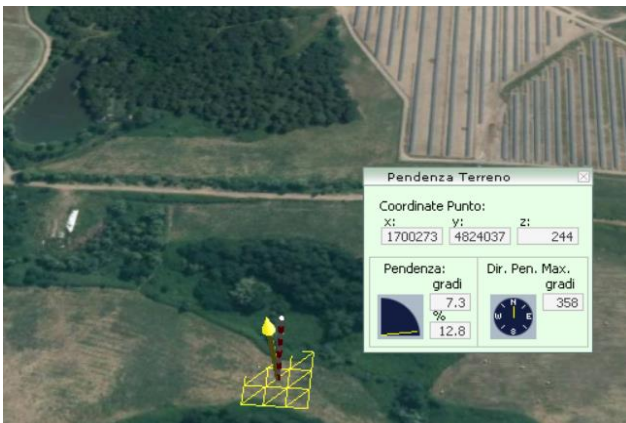 Pendenza Terreno
Coordinate Punto:
x: y: z:
1700273 4824037 244
Pendenza: Dir. Pen. Max.
gradi gradi
7.3 358
%
12.8
N
W E
S